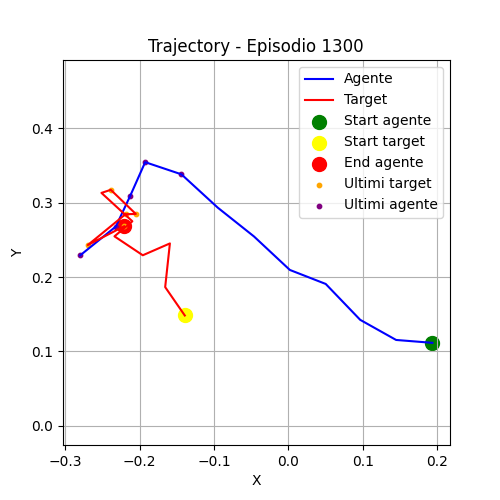 Trajectory - Episodio 1300
Agente
Target
Start agente
Start target
End agente
Ultimi target
Ultimi agente
Y
0.4
0.3
0.2
0.1
0.0
−0.3
−0.2
−0.1
0.0
0.1
0.2
X